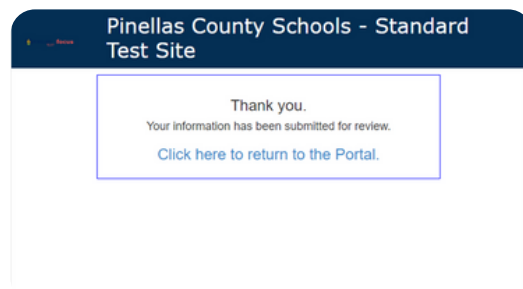 focus
Pinellas County Schools - Standard
Test Site
Thank you.
Your information has been submitted for review.
Click here to return to the Portal.